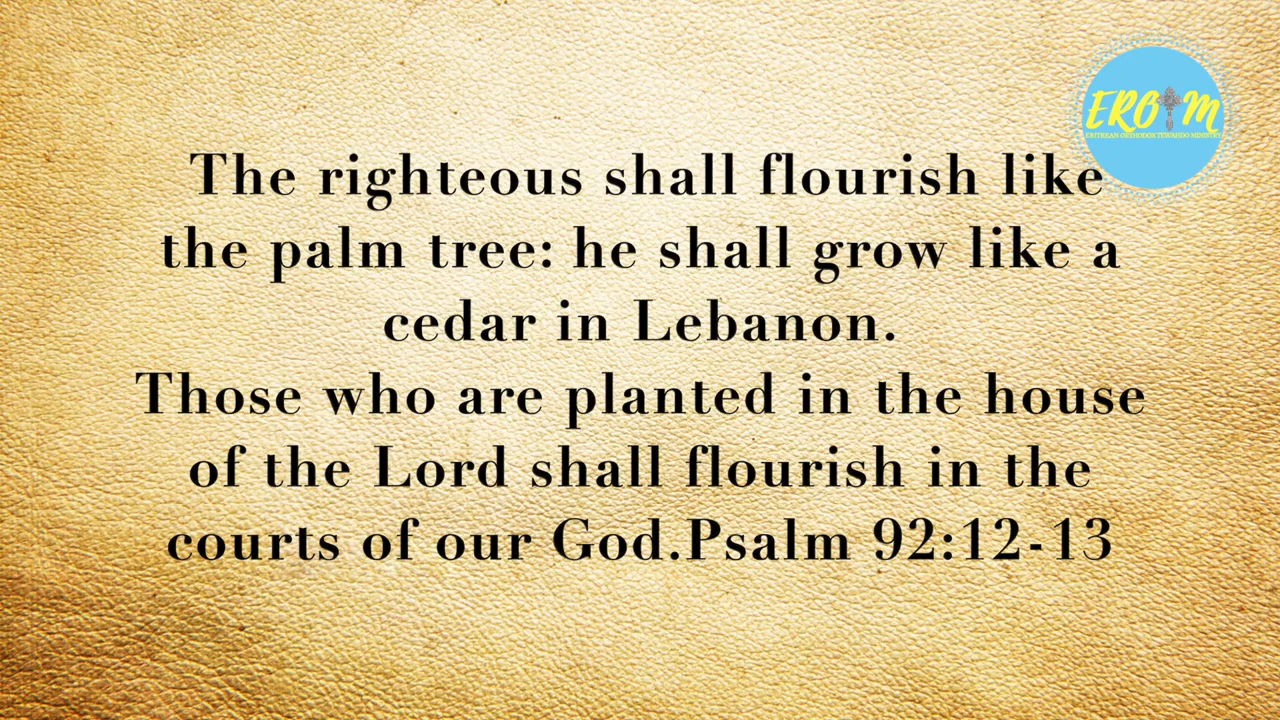 EROTM
ERITREAN ORTHODOX TEWAHDO MINISTRY
The righteous shall flourish like
the palm tree: he shall grow like a
cedar in Lebanon.
Those who are planted in the house
of the Lord shall flourish in the
courts of our God.Psalm 92:12-13